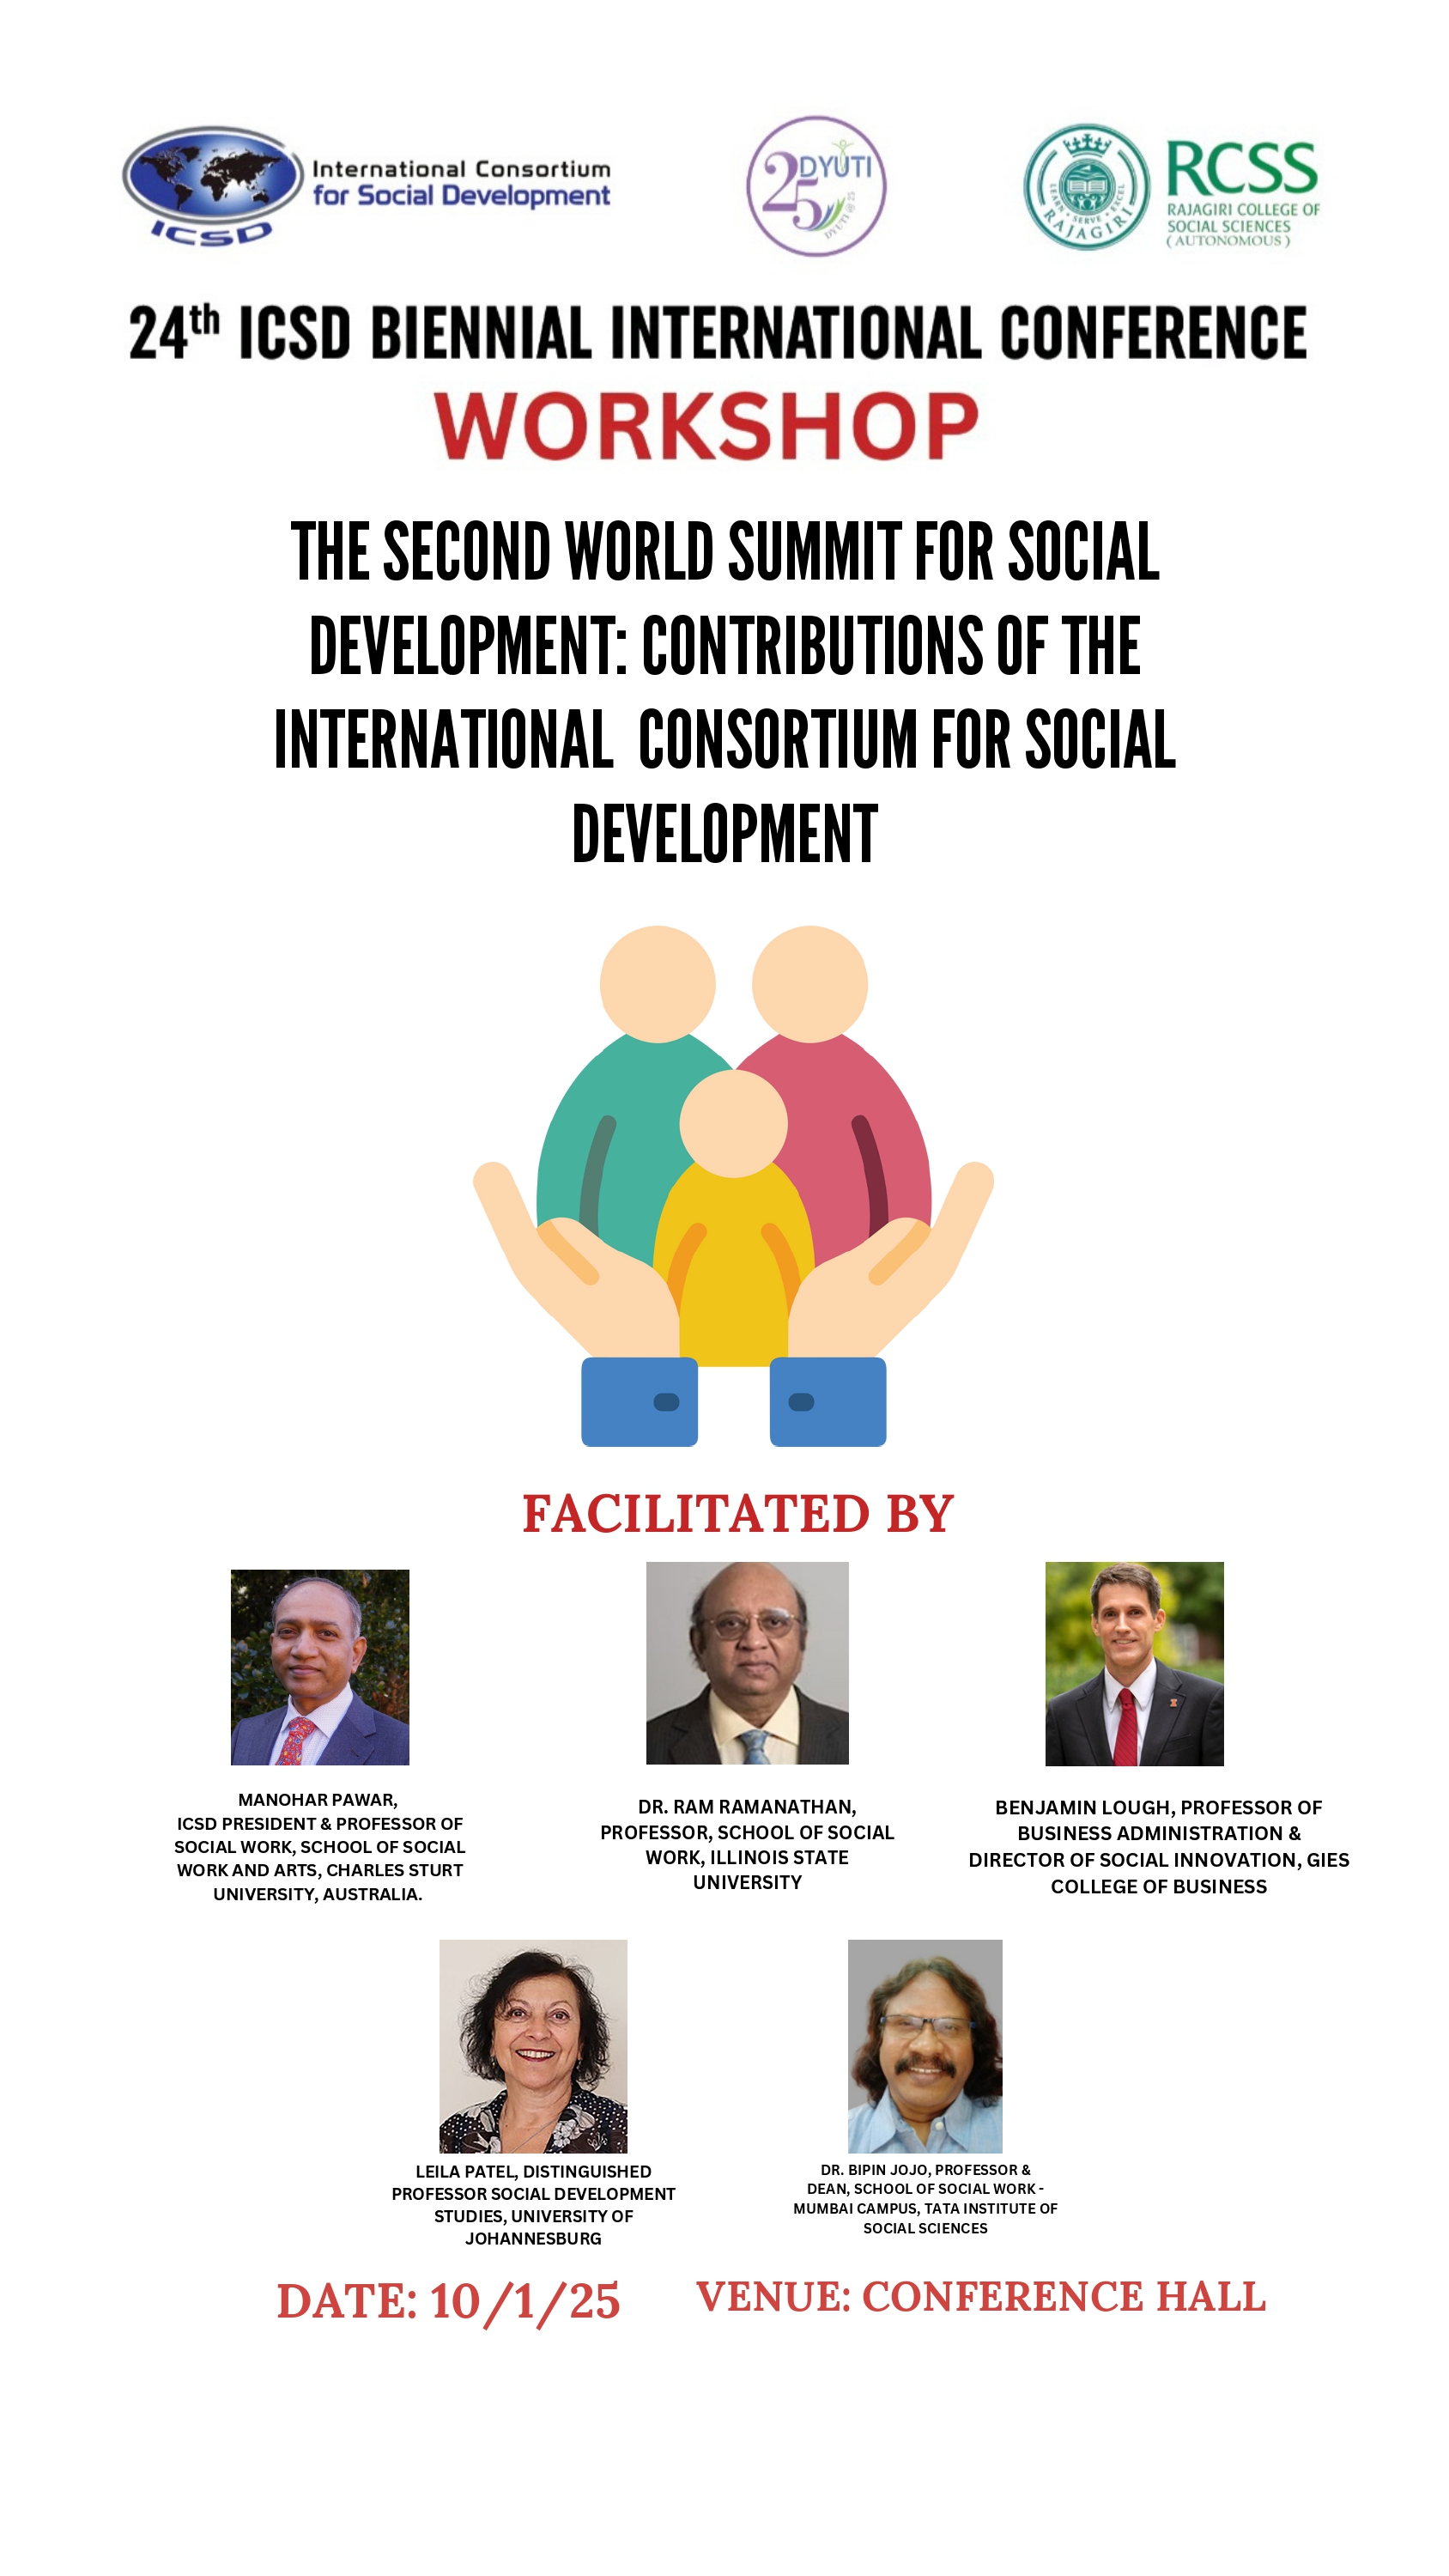 International Consortium
for Social Development
ICSD
25 DYUTI
DYUTI @ 25
LEARN • SERVE • EXCEL
RAJAGIRI
RCSS
RAJAGIRI COLLEGE OF
SOCIAL SCIENCES
( AUTONOMOUS )
24th ICSD BIENNIAL INTERNATIONAL CONFERENCE
WORKSHOP
THE SECOND WORLD SUMMIT FOR SOCIAL
DEVELOPMENT: CONTRIBUTIONS OF THE
INTERNATIONAL CONSORTIUM FOR SOCIAL
DEVELOPMENT
FACILITATED BY
MANOHAR PAWAR,
ICSD PRESIDENT & PROFESSOR OF
SOCIAL WORK, SCHOOL OF SOCIAL
WORK AND ARTS, CHARLES STURT
UNIVERSITY, AUSTRALIA.
DR. RAM RAMANATHAN,
PROFESSOR, SCHOOL OF SOCIAL
WORK, ILLINOIS STATE
UNIVERSITY
BENJAMIN LOUGH, PROFESSOR OF
BUSINESS ADMINISTRATION &
DIRECTOR OF SOCIAL INNOVATION, GIES
COLLEGE OF BUSINESS
LEILA PATEL, DISTINGUISHED
PROFESSOR SOCIAL DEVELOPMENT
STUDIES, UNIVERSITY OF
JOHANNESBURG
DR. BIPIN JOJO, PROFESSOR &
DEAN, SCHOOL OF SOCIAL WORK -
MUMBAI CAMPUS, TATA INSTITUTE OF
SOCIAL SCIENCES
DATE: 10/1/25
VENUE: CONFERENCE HALL